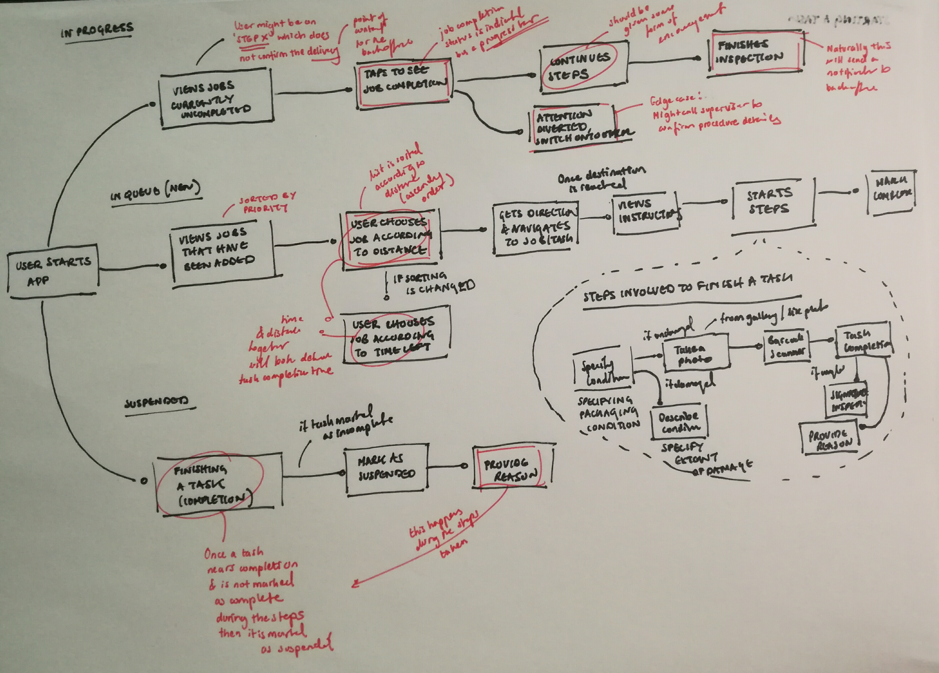 IN PROGRESS
User might be on
'STEP X' which does
not confirm the delivery
point of
for the
backoffice
job completion
status is indicated
by a progress bar
should be
given some
form of
Naturally this
will send a
to
backoffice
VIEWS JOBS
CURRENTLY
UNCOMPLETED
TAPS TO SEE
JOB COMPLETION
CONTINUES
STEPS
FINISHES
INSPECTION
ATTENTION
DIVERTED
SWITCH ONTO OTHER
Edge case:
Might call supervisor to
confirm procedure details
IN QUEUE (NEW)
SORTED BY
PRIORITY
list is sorted
according to
distance
(ascending
order)
Once destination
is reached
USER STARTS
APP
VIEWS JOBS
THAT HAVE
BEEN ADDED
USER CHOOSES
JOB ACCORDING
TO DISTANCE
GETS DIRECTION
& NAVIGATES
TO JOB/TASK
VIEWS
INSTRUCTIONS
STARTS
STEPS
MARK
COMPLETE
IF SORTING
IS CHANGED
USER CHOOSES
JOB ACCORDING
TO TIME LEFT
time
& distance
together
will both define
task completion time
STEPS INVOLVED TO FINISH A TASK
if undamaged
from gallery / live photo
Specify
condition
Take a
photo
Barcode
scanner
Task
Completion
if damaged
SPECIFYING
PACKAGING
CONDITION
Describe
condition
SPECIFY
EXTENT
OF DAMAGE
PROVIDE
REASON
SUSPENDED
if task marked
as incomplete
FINISHING
A TASK
(COMPLETION)
MARK AS
SUSPENDED
PROVIDE
REASON
this happens
during the steps
taken
Once a task
nears completion
& is not marked
as complete
during the steps
then it is marked
as suspended